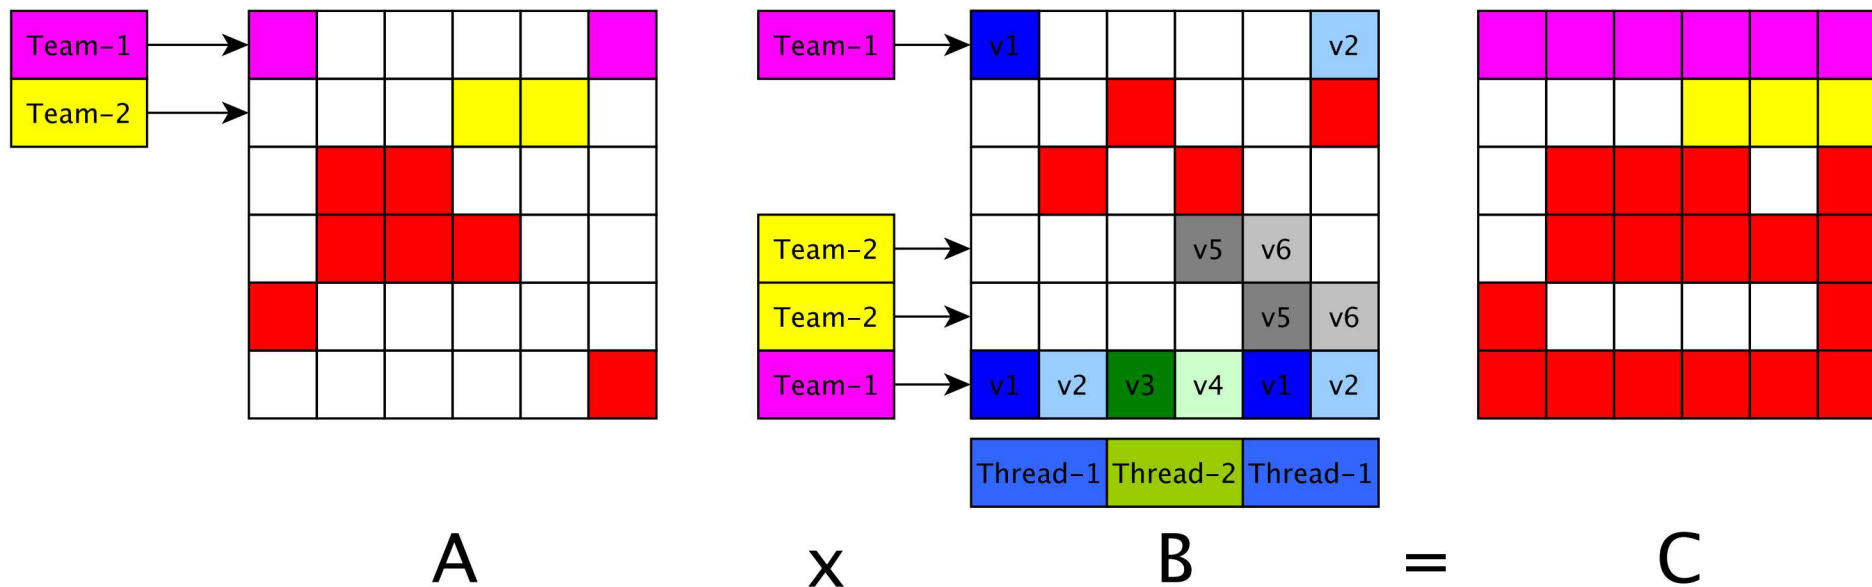 Team-1 Team-1 v1 v2
Team-2
Team-2 v5 v6
Team-2 v5 v6
Team-1 v1 v2 v3 v4 v1 v2
Thread-1 Thread-2 Thread-1
A x B = C